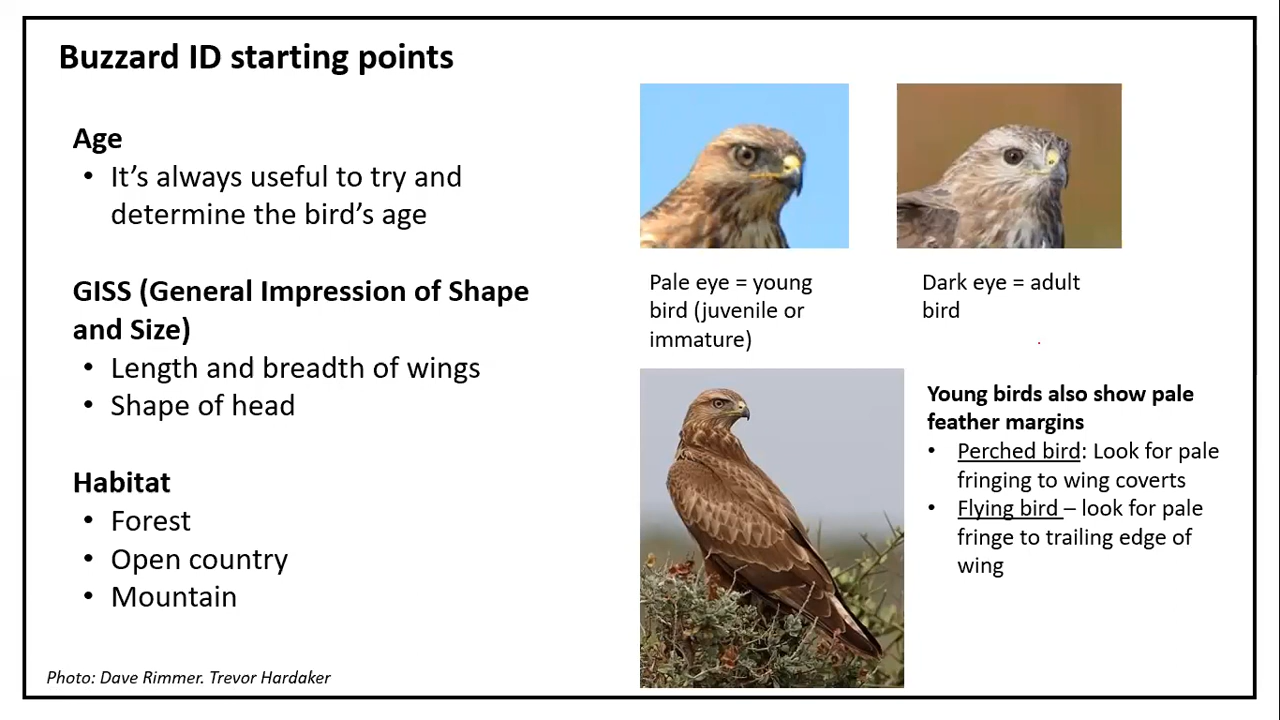 Buzzard ID starting points
Age
• It's always useful to try and
determine the bird's age
GISS (General Impression of Shape
and Size)
• Length and breadth of wings
• Shape of head
Habitat
• Forest
• Open country
• Mountain
Photo: Dave Rimmer. Trevor Hardaker
Pale eye = young
bird (juvenile or
immature)
Dark eye = adult
bird
Young birds also show pale
feather margins
• Perched bird: Look for pale
fringing to wing coverts
• Flying bird – look for pale
fringe to trailing edge of
wing